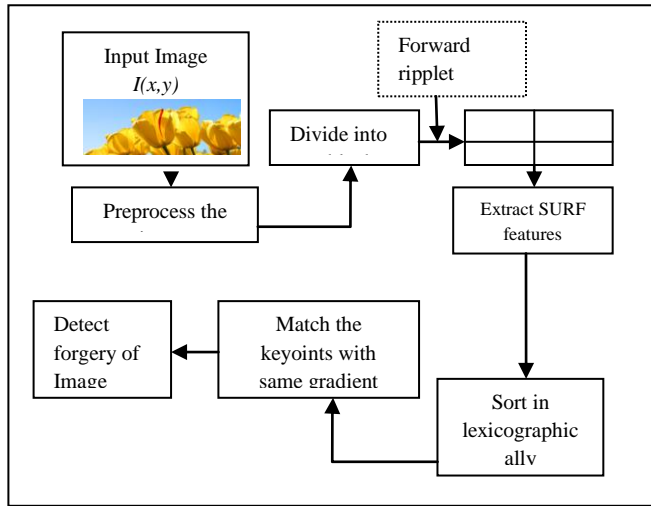 Input Image
I(x,y)
Preprocess the
Divide into
Forward
ripplet
Extract SURF
features
Sort in
lexicographic
ally
Match the
keyoints with
same gradient
Detect
forgery of
Image